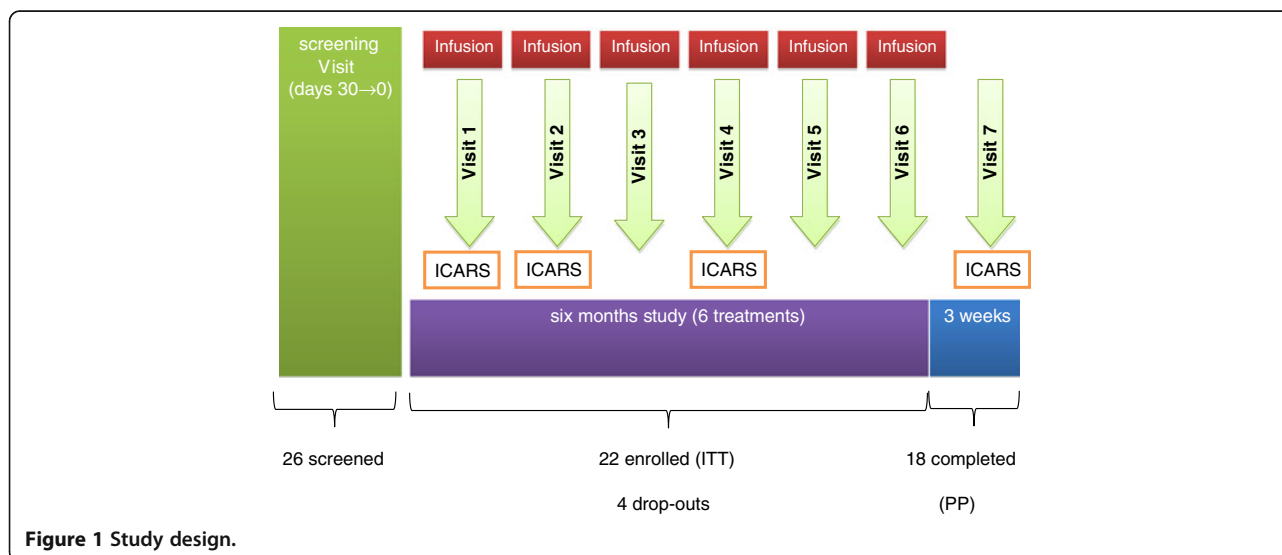 screening
Visit
(days 30→0)
Infusion
Infusion
Infusion
Infusion
Infusion
Infusion
Visit 1
Visit 2
Visit 3
Visit 4
Visit 5
Visit 6
Visit 7
ICARS
ICARS
ICARS
ICARS
six months study (6 treatments)
3 weeks
26 screened
22 enrolled (ITT)
18 completed
4 drop-outs
(PP)
Figure 1 Study design.